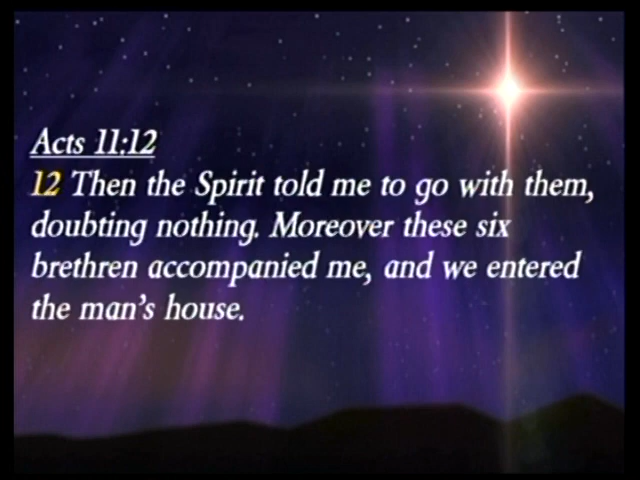 Acts 11:12
12 Then the Spirit told me to go with them,
doubting nothing. Moreover these six
brethren accompanied me, and we entered
the man's house.